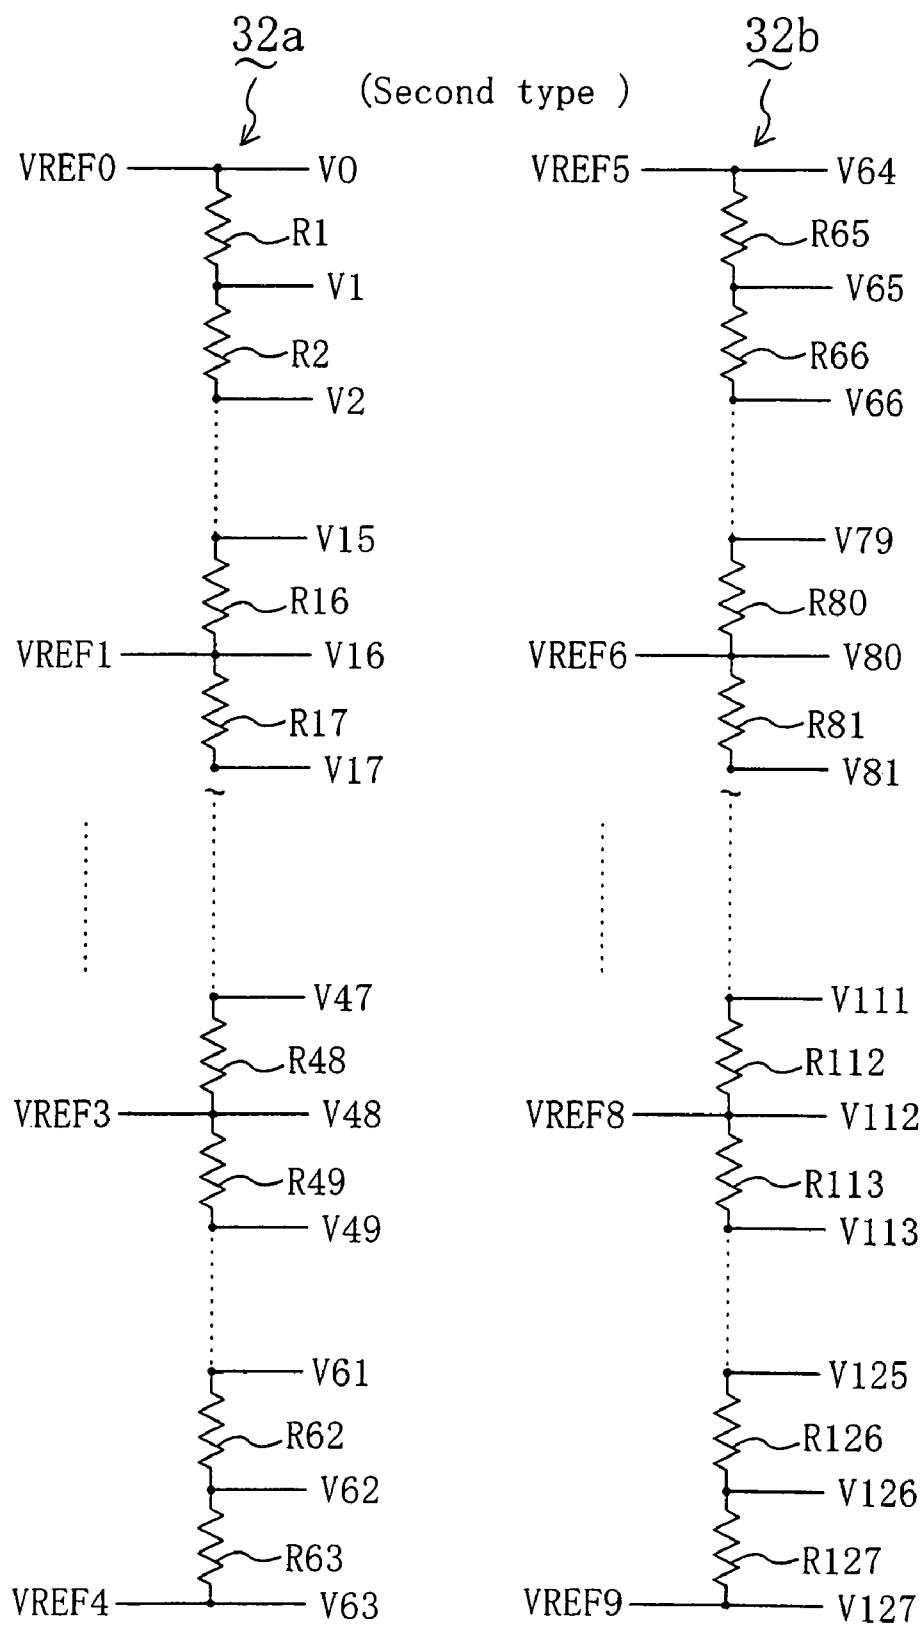 32a
32b
(Second type )
VREF0
V0
R1
V1
R2
V2
V15
R16
VREF1
V16
R17
V17
V47
R48
VREF3
V48
R49
V49
V61
R62
V62
R63
VREF4
V63
VREF5
V64
R65
V65
R66
V66
V79
R80
VREF6
V80
R81
V81
V111
R112
VREF8
V112
R113
V113
V125
R126
V126
R127
VREF9
V127